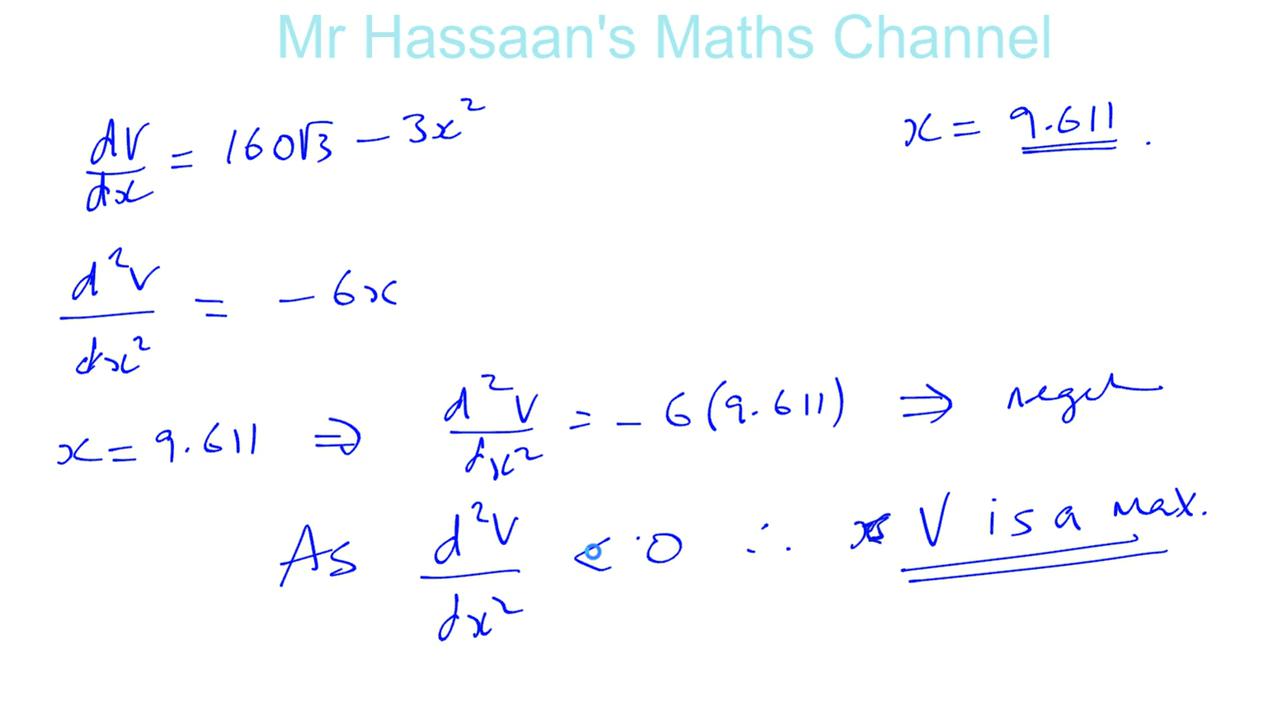 Mr Hassaan's Maths Channel
dV/dx = 160√3 − 3x²
x = 9.611.
d²V/dx² = − 6x
x = 9.611 ⇒ d²V/dx² = − 6(9.611) ⇒
As d²V/dx² < 0 ∴ V is a max.